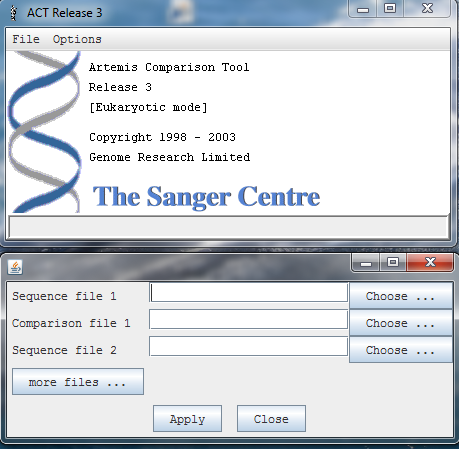 ACT Release 3
File Options
Artemis Comparison Tool
Release 3
[Eukaryotic mode]
Copyright 1998 - 2003
Genome Research Limited
The Sanger Centre
Sequence file 1 Choose ...
Comparison file 1 Choose ...
Sequence file 2 Choose ...
more files ...
Apply Close